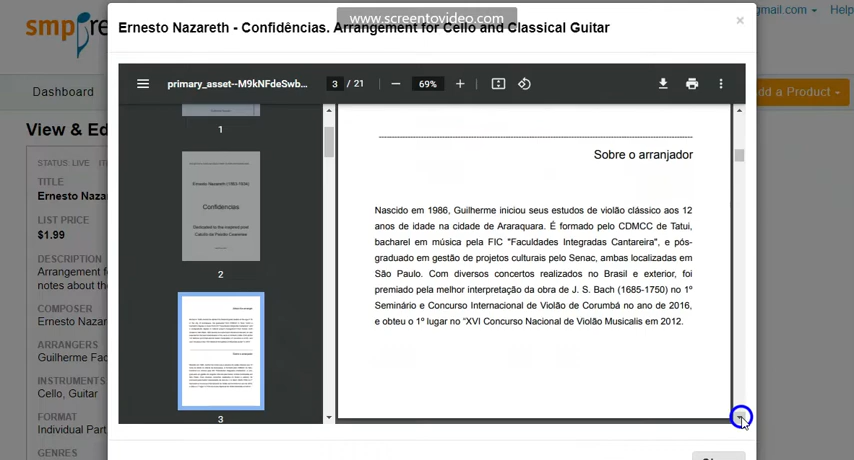 www.screentovideo.com
smp
re
gmail.com
Help
Ernesto Nazareth - Confidências. Arrangement for Cello and Classical Guitar
×
Dashboard
dd a Product
primary_asset--M9kNFdeSwb...
3 / 21
69%
View & Ed
STATUS: LIVE
TITLE
Ernesto Naza
LIST PRICE
$1.99
DESCRIPTION
Arrangement f
notes about the
COMPOSER
Ernesto Nazar
ARRANGERS
Guilherme Fac
INSTRUMENTS
Cello, Guitar
FORMAT
Individual Part
GENRES
1
Ernesto Nazareth (1863-1934)
Confidências
2
3
Sobre o arranjador
Nascido em 1986, Guilherme iniciou seus estudos de violão clássico aos 12
anos de idade na cidade de Araraquara. É formado pelo CDMCC de Tatui,
bacharel em música pela FIC "Faculdades Integradas Cantareira", e pós-
graduado em gestão de projetos culturais pelo Senac, ambas localizadas em
São Paulo. Com diversos concertos realizados no Brasil e exterior, foi
premiado pela melhor interpretação da obra de J. S. Bach (1685-1750) no 1º
Seminário e Concurso Internacional de Violão de Corumbá no ano de 2016,
e obteu o 1º lugar no "XVI Concurso Nacional de Violão Musicalis em 2012.